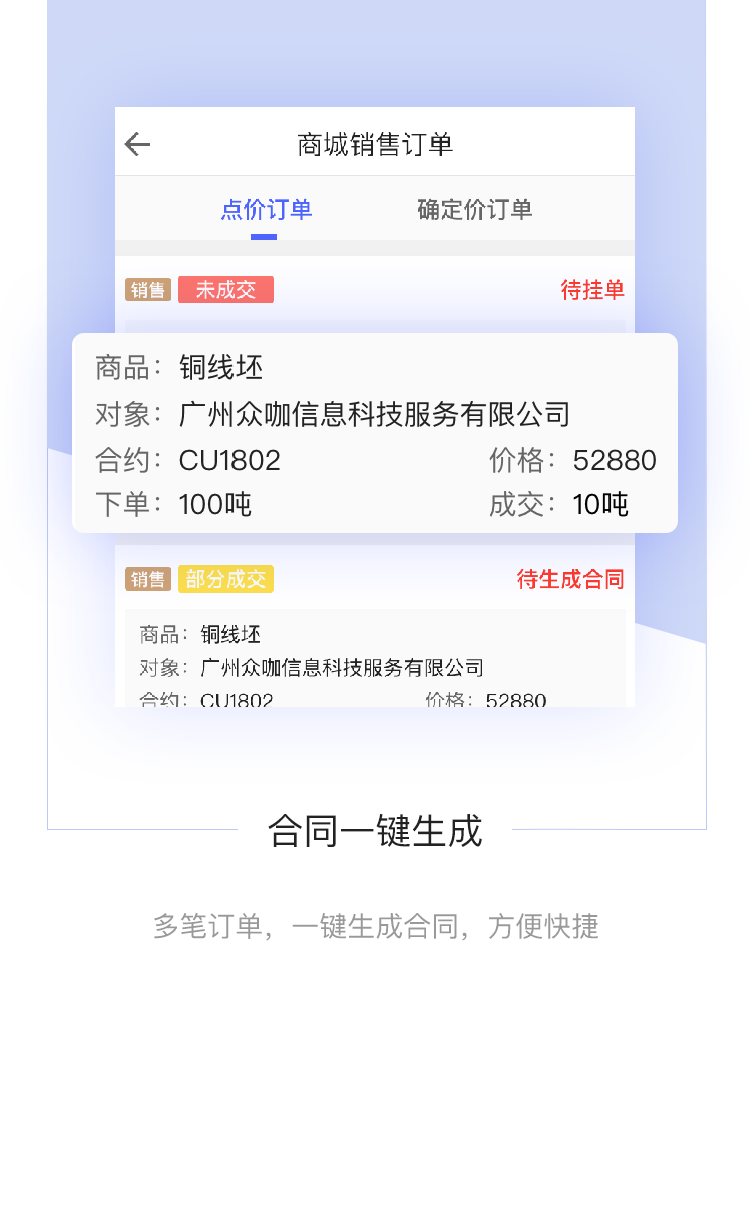 商城销售订单
点价订单 确定价订单
销售 未成交 待挂单
商品：铜线坯
对象：广州众咖信息科技服务有限公司
合约：CU1802 价格：52880
下单：100吨 成交：10吨
销售 部分成交 待生成合同
商品：铜线坯
对象：广州众咖信息科技服务有限公司
合约：CU1802 价格：52880
合同一键生成
多笔订单，一键生成合同，方便快捷